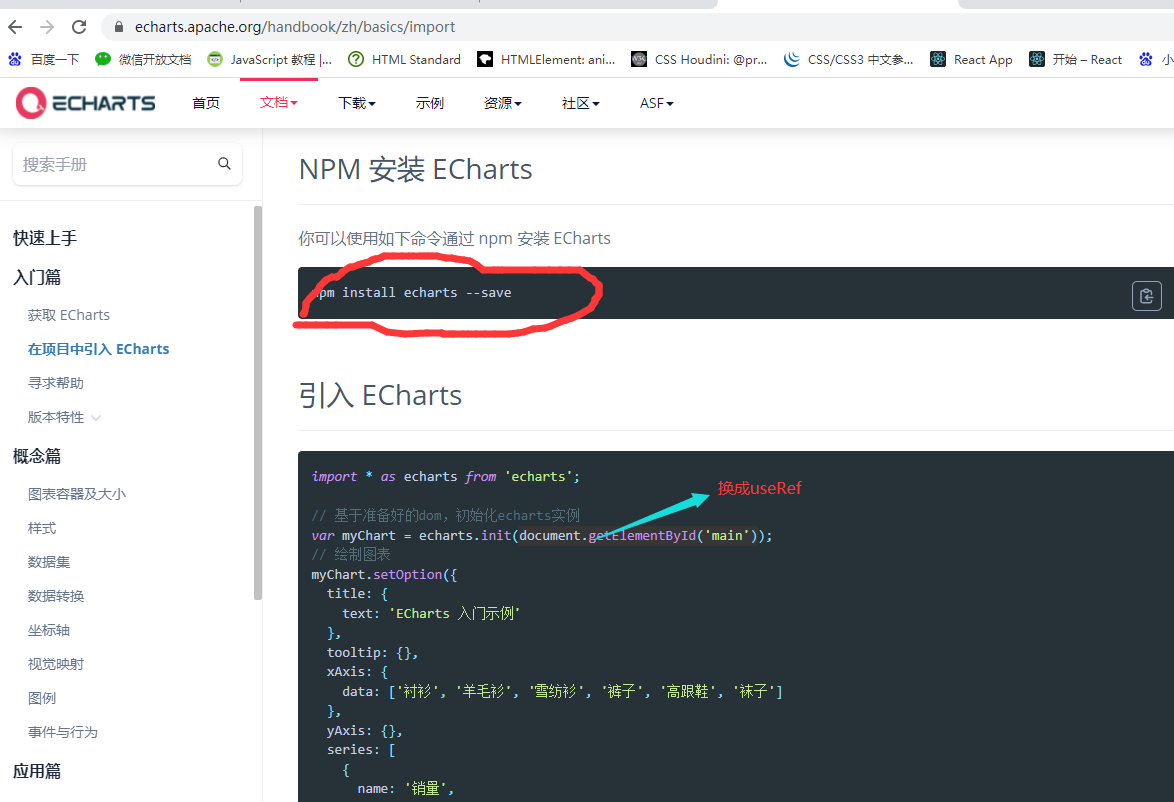 echarts.apache.org/handbook/zh/basics/import
百度一下 微信开放文档 JavaScript 教程 |... HTML Standard HTMLElement: ani... CSS Houdini: @pr... CSS/CSS3 中文参... React App 开始 – React 小
ECHARTS 首页 文档 下载 示例 资源 社区 ASF
搜索手册
快速上手
入门篇
获取 ECharts
在项目中引入 ECharts
寻求帮助
版本特性
概念篇
图表容器及大小
样式
数据集
数据转换
坐标轴
视觉映射
图例
事件与行为
应用篇
NPM 安装 ECharts
你可以使用如下命令通过 npm 安装 ECharts
npm install echarts --save
引入 ECharts
import * as echarts from 'echarts';
换成useRef
// 基于准备好的dom，初始化echarts实例
var myChart = echarts.init(document.getElementById('main'));
// 绘制图表
myChart.setOption({
title: {
text: 'ECharts 入门示例'
},
tooltip: {},
xAxis: {
data: ['衬衫', '羊毛衫', '雪纺衫', '裤子', '高跟鞋', '袜子']
},
yAxis: {},
series: [
{
name: '销量',